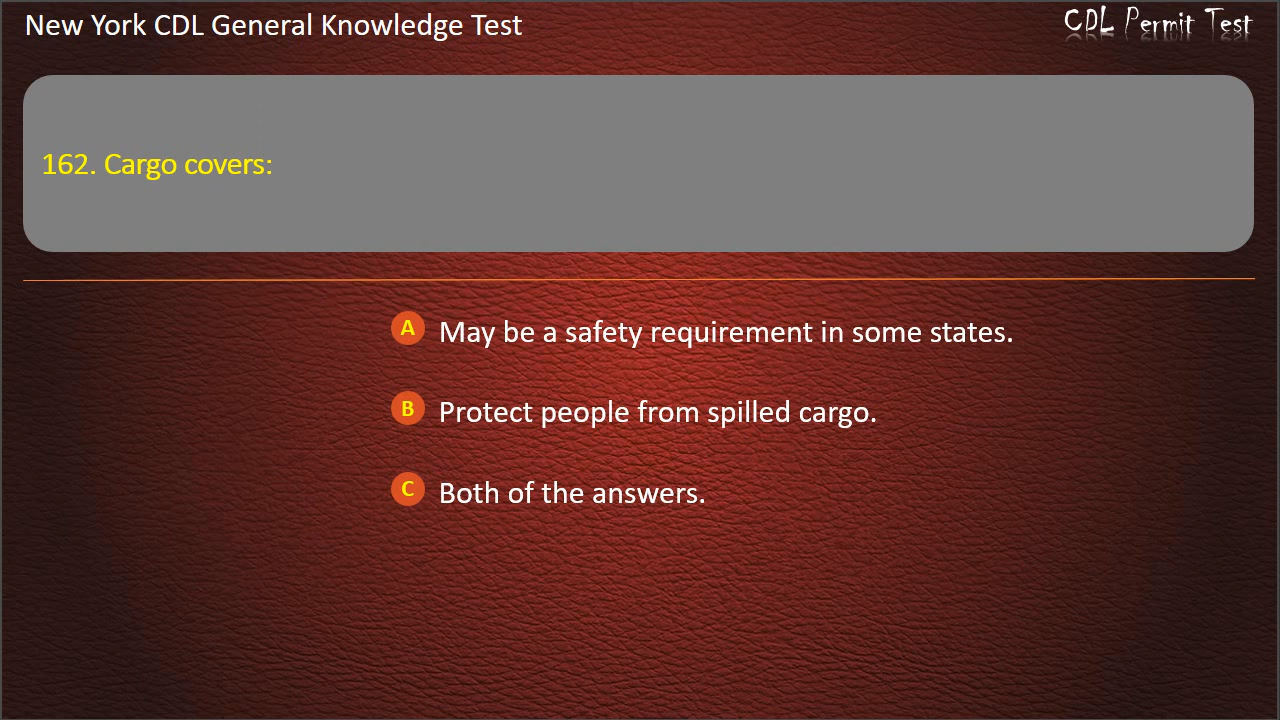 New York CDL General Knowledge Test
CDL Permit Test
162. Cargo covers:
A May be a safety requirement in some states.
B Protect people from spilled cargo.
C Both of the answers.